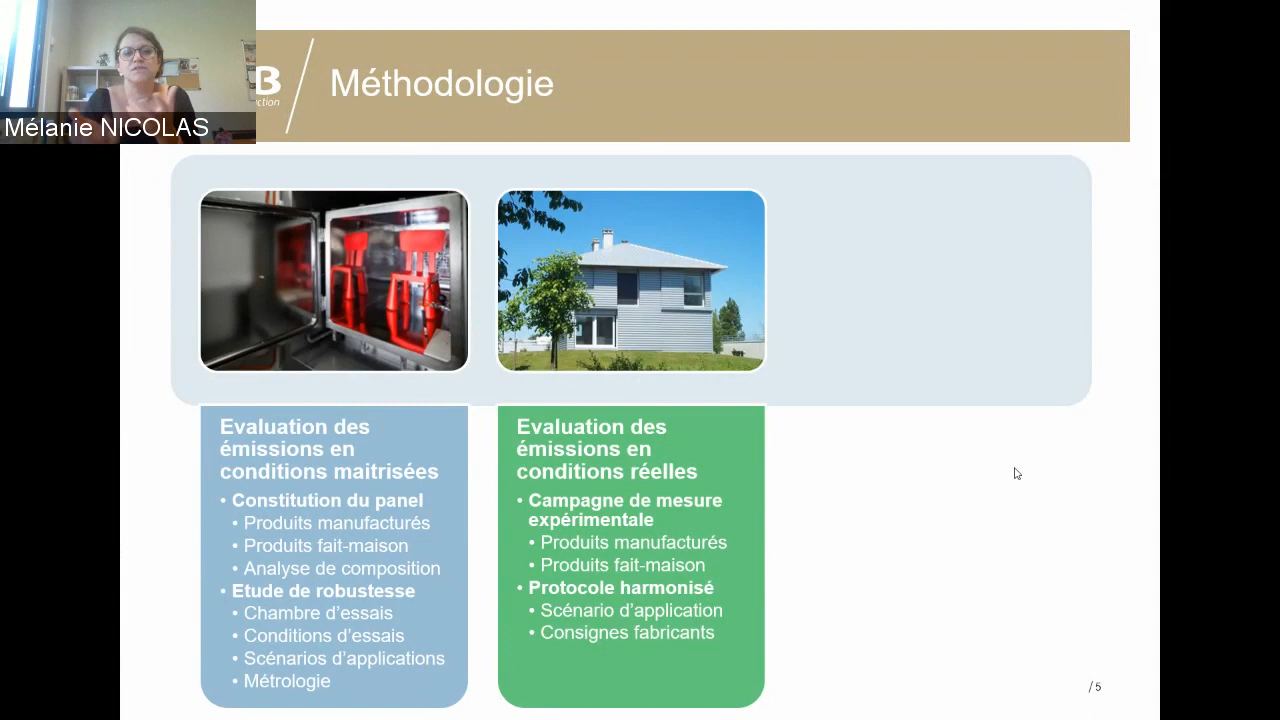 Méthodologie
B
ction
Mélanie NICOLAS
Evaluation des
émissions en
conditions maitrisées
• Constitution du panel
• Produits manufacturés
• Produits fait-maison
• Analyse de composition
• Etude de robustesse
• Chambre d’essais
• Conditions d’essais
• Scénarios d’applications
• Métrologie
Evaluation des
émissions en
conditions réelles
• Campagne de mesure
expérimentale
• Produits manufacturés
• Produits fait-maison
• Protocole harmonisé
• Scénario d’application
• Consignes fabricants
/ 5